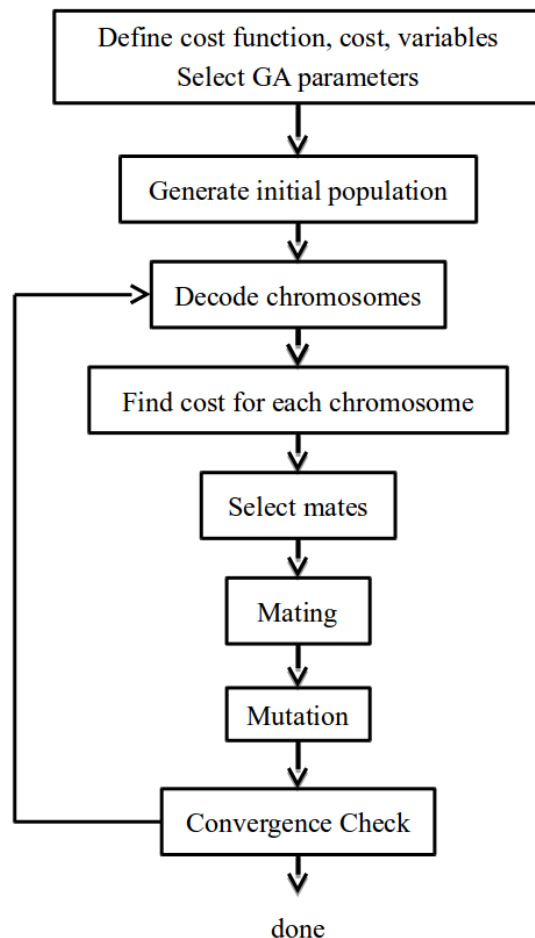 Define cost function, cost, variables
Select GA parameters
Generate initial population
Decode chromosomes
Find cost for each chromosome
Select mates
Mating
Mutation
Convergence Check
done